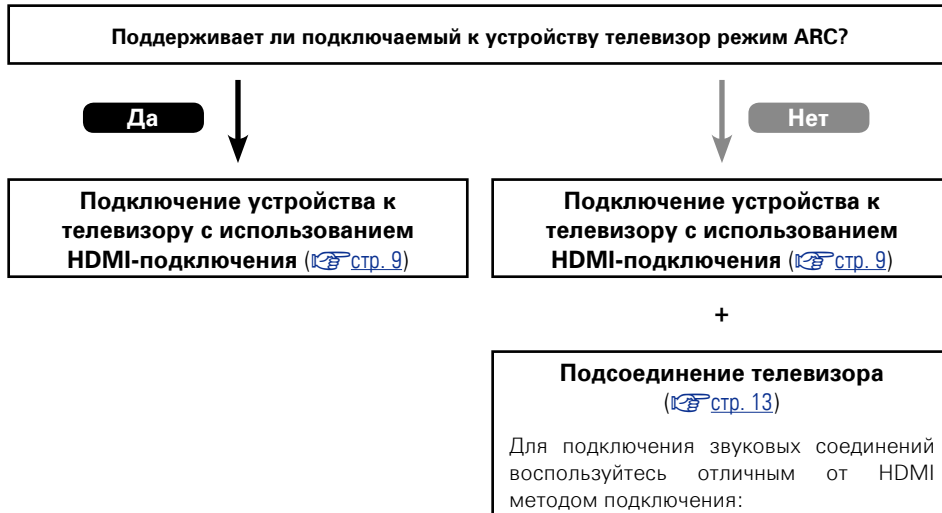 Поддерживает ли подключаемый к устройству телевизор режим ARC?
Да
Нет
Подключение устройства к
телевизору с использованием
HDMI-подключения (стр. 9)
Подключение устройства к
телевизору с использованием
HDMI-подключения (стр. 9)
+
Подсоединение телевизора
(стр. 13)
Для подключения звуковых соединений
воспользуйтесь отличным от HDMI
методом подключения: